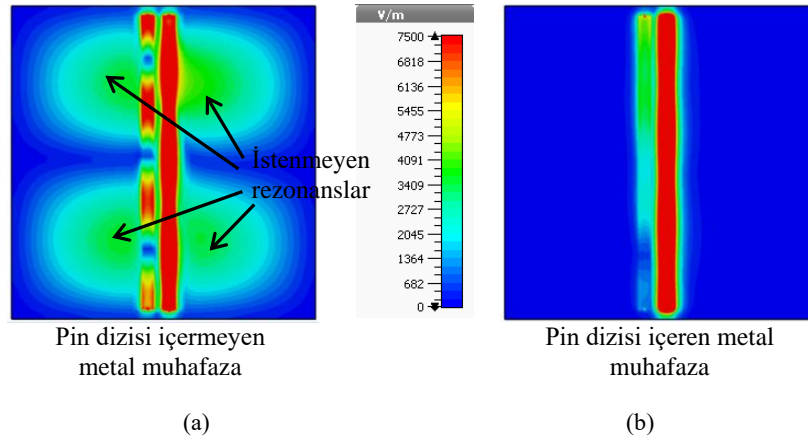 V/m
7500
6818
6136
5455
4773
4091
3409
2727
2045
1364
682
0
İstenmeyen
rezonanslar
Pin dizisi içermeyen
metal muhafaza
Pin dizisi içeren metal
muhafaza
(a)
(b)